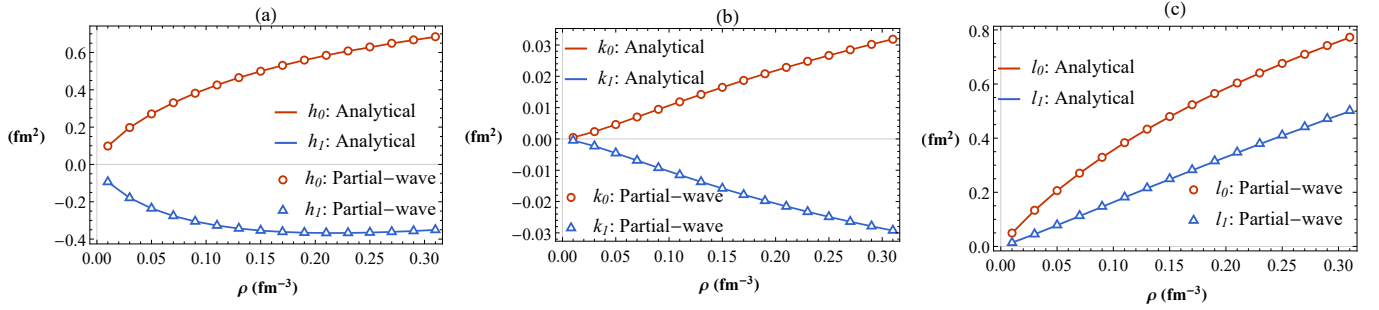 (a)
0.6
0.4
0.2
0.0
−0.2
−0.4
(fm²)
h₀: Analytical
h₁: Analytical
h₀: Partial−wave
h₁: Partial−wave
0.00 0.05 0.10 0.15 0.20 0.25 0.30
ρ (fm⁻³)
(b)
0.03
0.02
0.01
0.00
−0.01
−0.02
−0.03
(fm²)
k₀: Analytical
k₁: Analytical
k₀: Partial−wave
k₁: Partial−wave
0.00 0.05 0.10 0.15 0.20 0.25 0.30
ρ (fm⁻³)
(c)
0.8
0.6
0.4
0.2
0.0
(fm²)
l₀: Analytical
l₁: Analytical
l₀: Partial−wave
l₁: Partial−wave
0.00 0.05 0.10 0.15 0.20 0.25 0.30
ρ (fm⁻³)